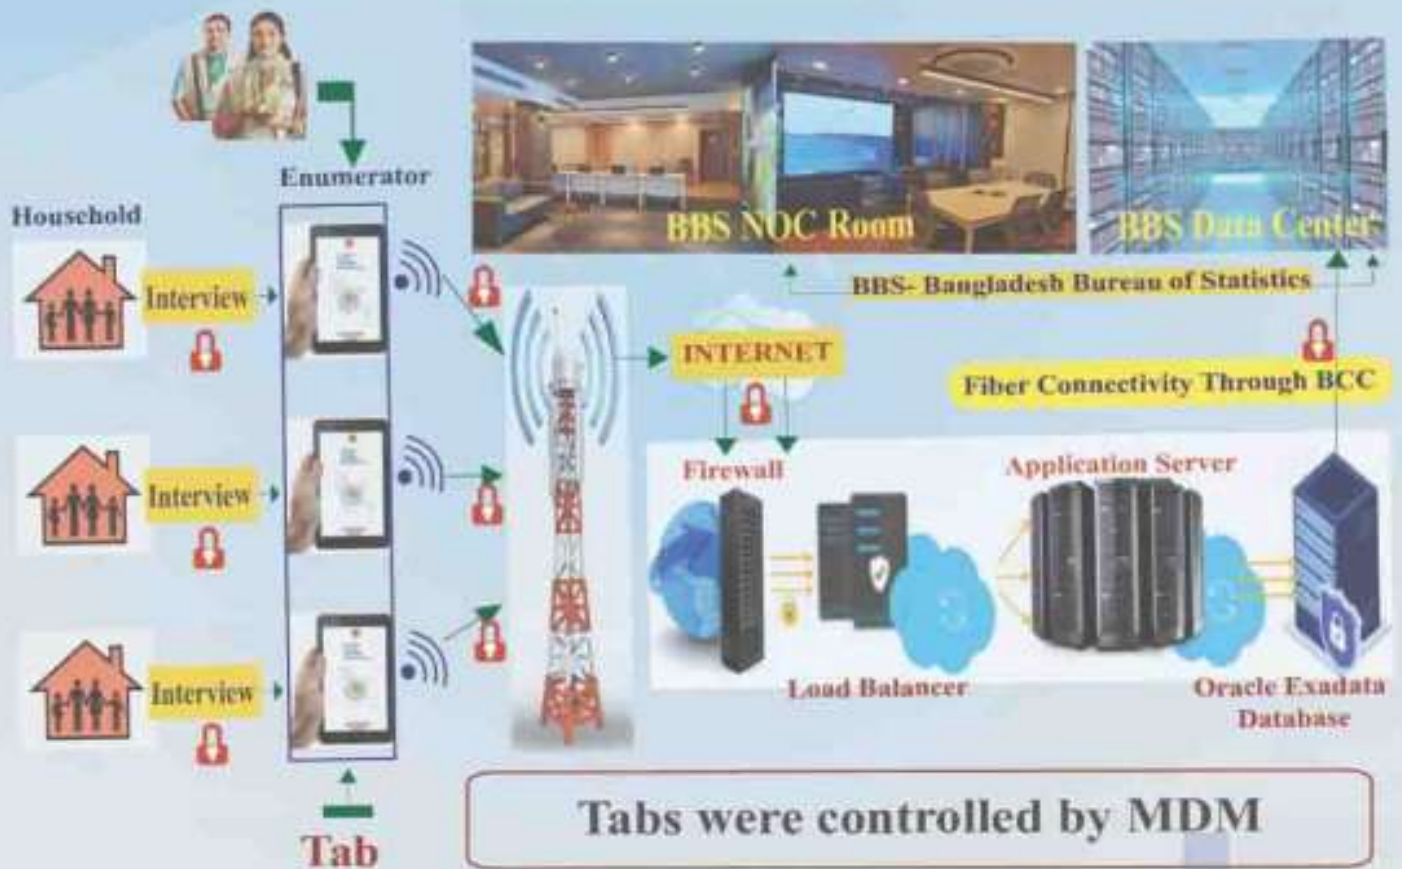 Enumerator
Household
Interview
Interview
Interview
Tab
BBS NOC Room
BBS Data Center
BBS- Bangladesh Bureau of Statistics
INTERNET
Fiber Connectivity Through BCC
Firewall
Application Server
Load Balancer
Oracle Exadata
Database
Tabs were controlled by MDM